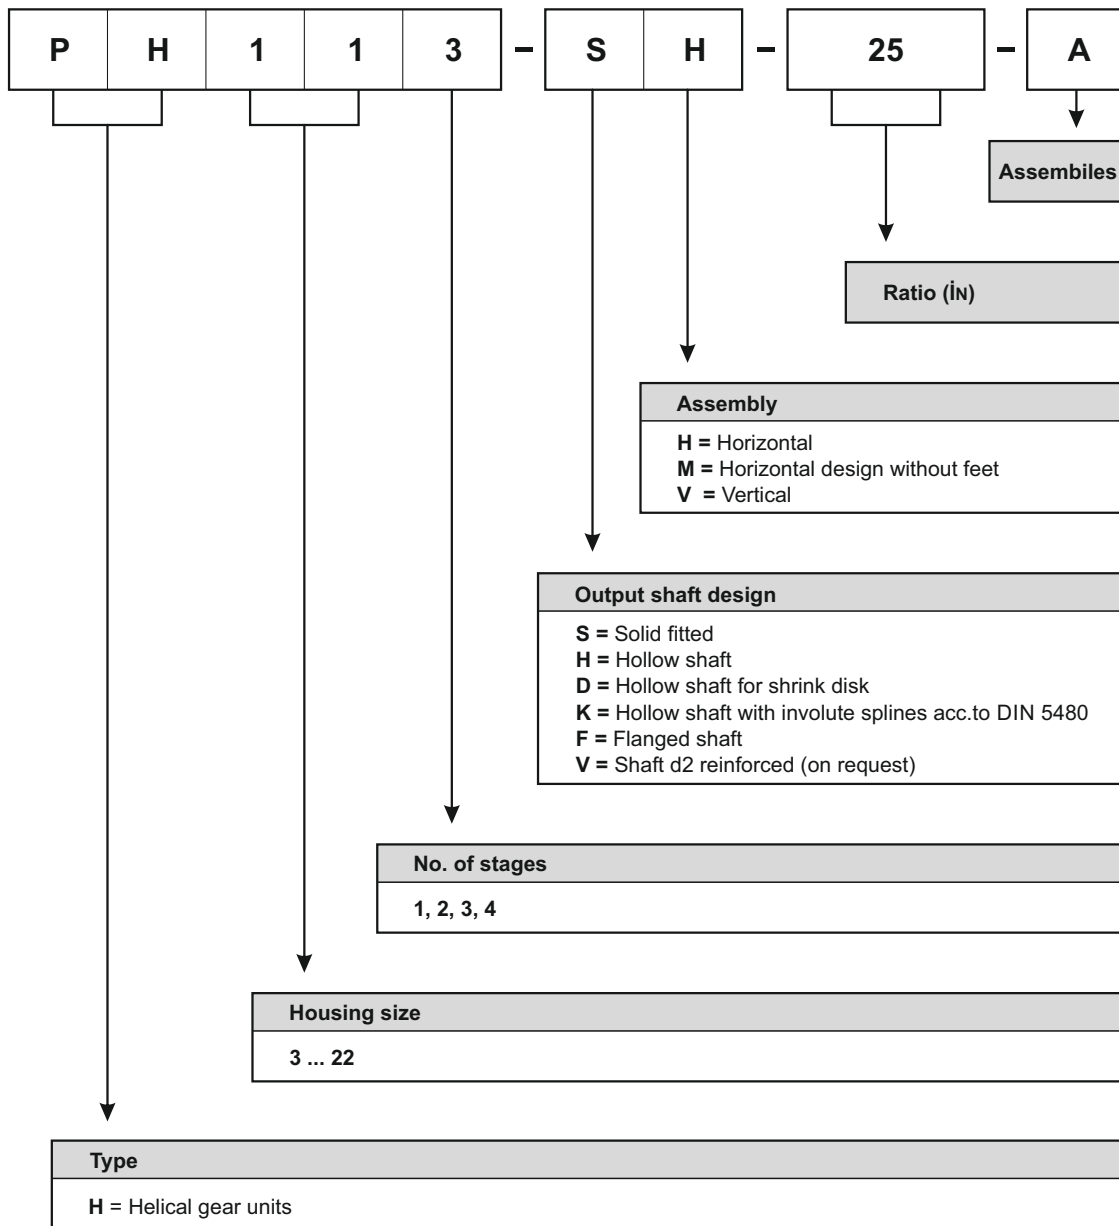 P H 1 1 3 – S H – 25 – A
Assembiles
Ratio (İN)
Assembly
H = Horizontal
M = Horizontal design without feet
V = Vertical
Output shaft design
S = Solid fitted
H = Hollow shaft
D = Hollow shaft for shrink disk
K = Hollow shaft with involute splines acc.to DIN 5480
F = Flanged shaft
V = Shaft d2 reinforced (on request)
No. of stages
1, 2, 3, 4
Housing size
3 ... 22
Type
H = Helical gear units